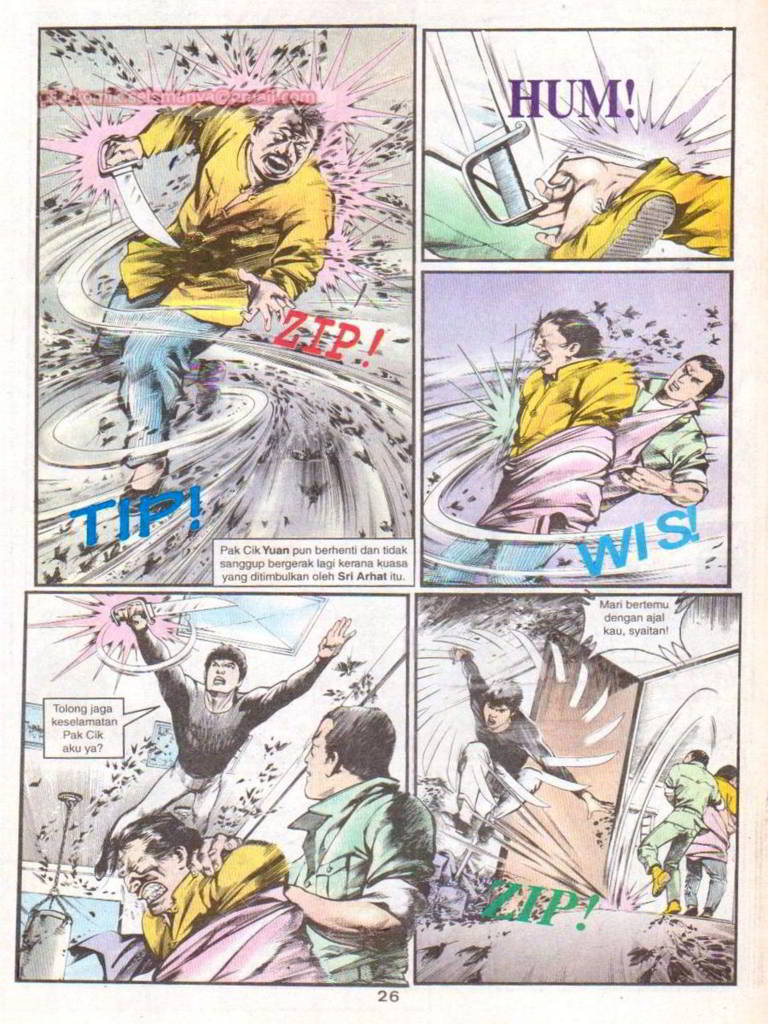 HUM!
ZIP!
TIP!
Pak Cik Yuan pun berhenti dan tidak
sanggup bergerak lagi kerana kuasa
yang ditimbulkan oleh Sri Arhat itu.
WIS!
Tolong jaga
keselamatan
Pak Cik
aku ya?
Mari bertemu
dengan ajal
kau, syaitan!
ZIP!
26